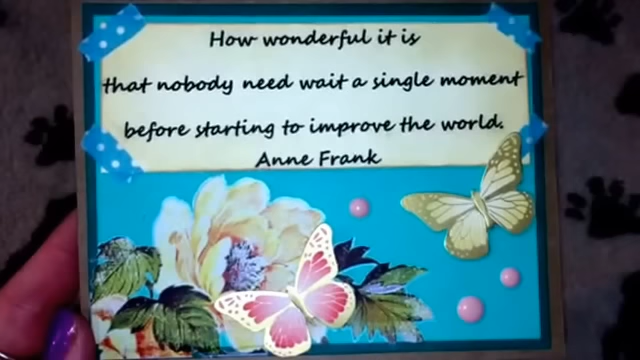 How wonderful it is
that nobody need wait a single moment
before starting to improve the world.
Anne Frank